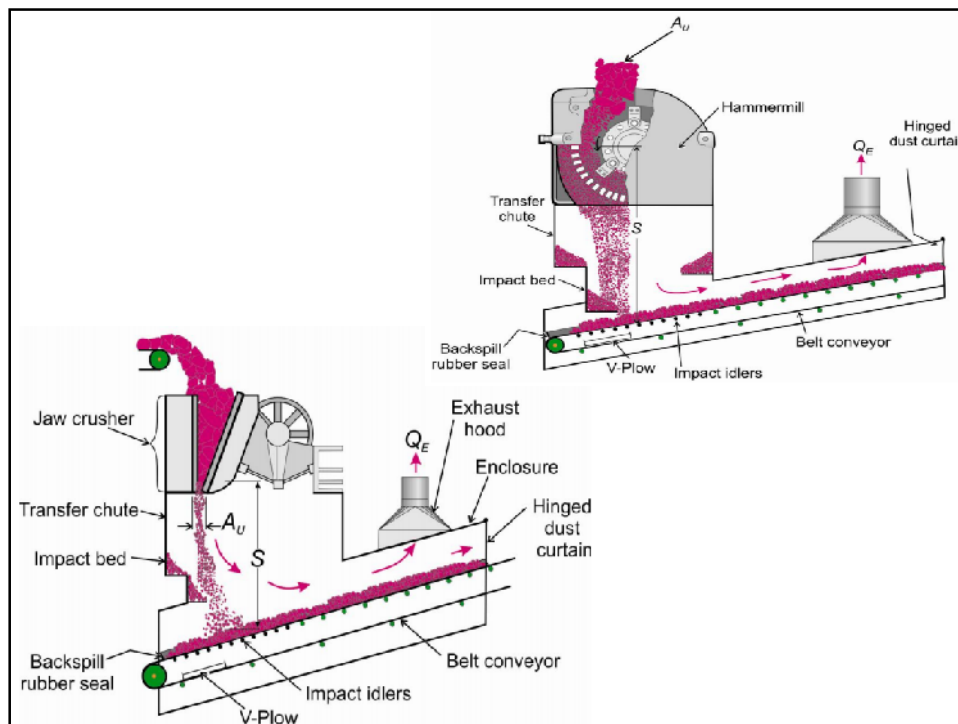 A_U
Hammermill
Hinged
dust curtain
Q_E
Transfer
chute
S
Impact bed
Backspill
rubber seal
V-Plow
Impact idlers
Belt conveyor
Jaw crusher
Exhaust
hood
Q_E
Enclosure
Transfer chute
A_U
Hinged
dust
curtain
Impact bed
S
Backspill
rubber seal
V-Plow
Impact idlers
Belt conveyor